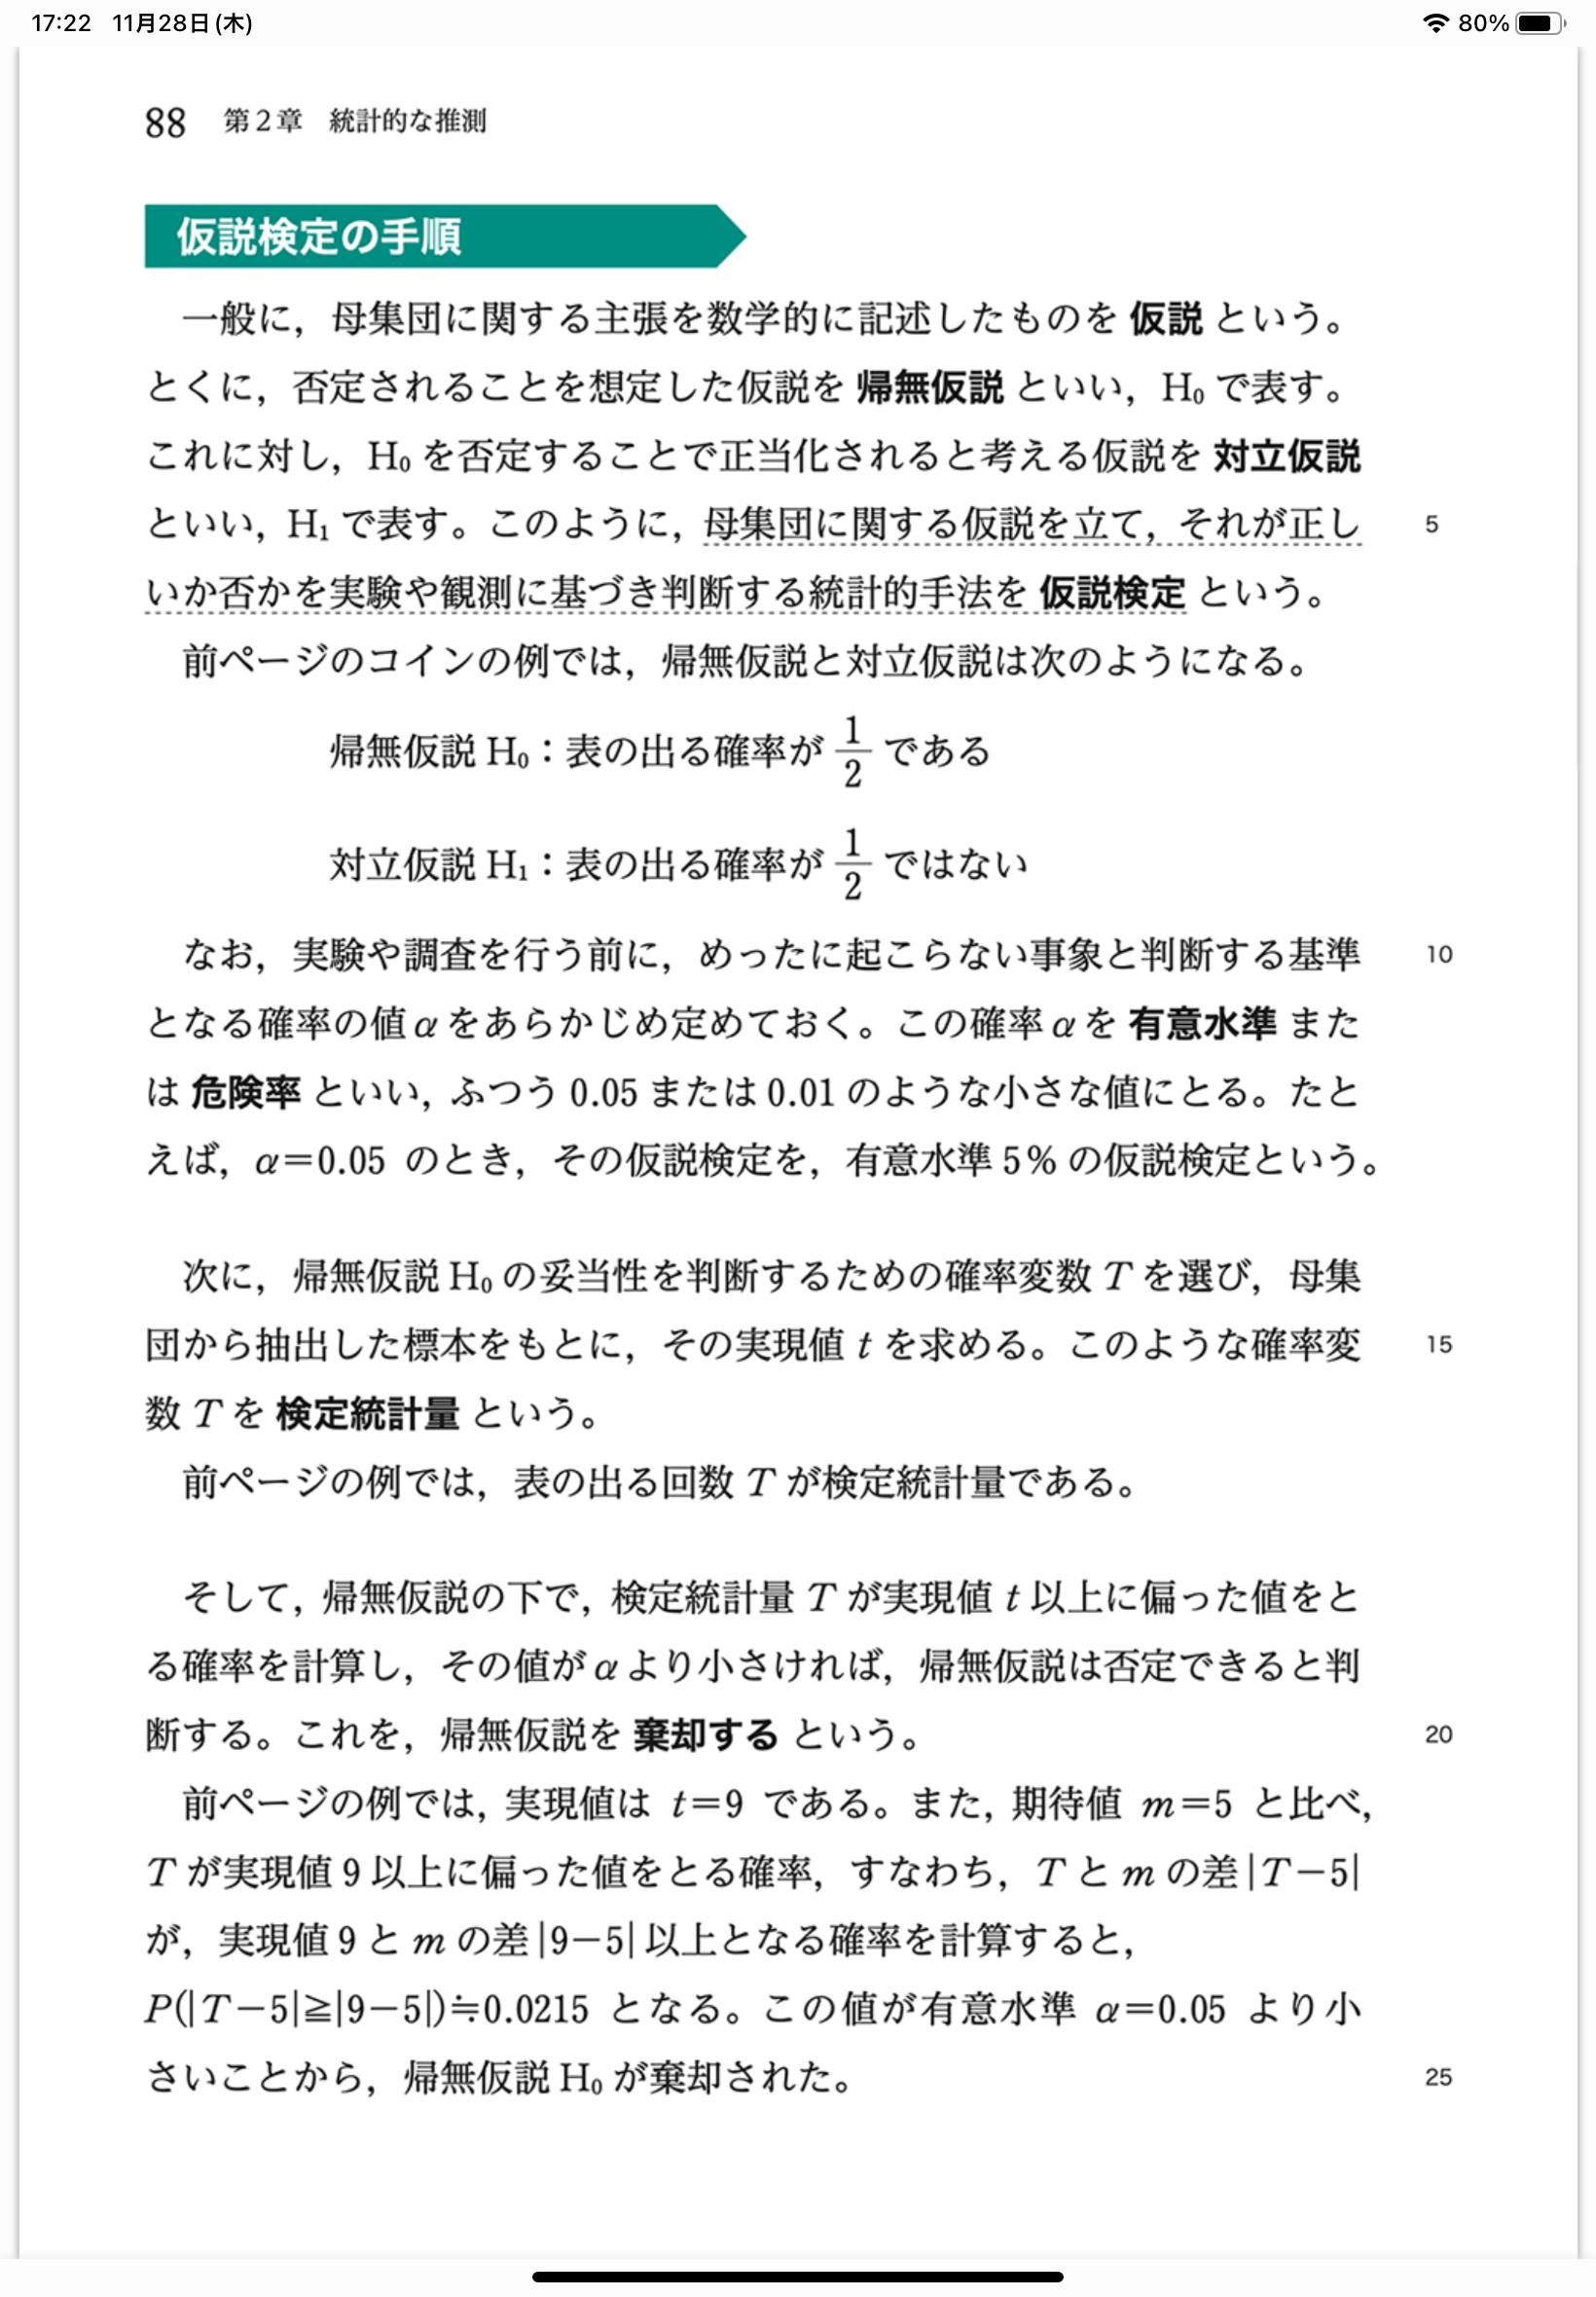 17:22 11月28日(木)
80%
88 第2章 統計的な推測
仮説検定の手順
一般に，母集団に関する主張を数学的に記述したものを 仮説 という。
とくに，否定されることを想定した仮説を 帰無仮説 といい，H₀ で表す。
これに対し，H₀ を否定することで正当化されると考える仮説を 対立仮説
といい，H₁ で表す。このように，母集団に関する仮説を立て，それが正し 5
いか否かを実験や観測に基づき判断する統計的手法を 仮説検定 という。
前ページのコインの例では，帰無仮説と対立仮説は次のようになる。
帰無仮説 H₀：表の出る確率が 1/2 である
対立仮説 H₁：表の出る確率が 1/2 ではない
なお，実験や調査を行う前に，めったに起こらない事象と判断する基準 10
となる確率の値 α をあらかじめ定めておく。この確率 α を 有意水準 また
は 危険率 といい，ふつう 0.05 または 0.01 のような小さな値にとる。たと
えば，α＝0.05 のとき，その仮説検定を，有意水準 5％ の仮説検定という。
次に，帰無仮説 H₀ の妥当性を判断するための確率変数 T を選び，母集
団から抽出した標本をもとに，その実現値 t を求める。このような確率変 15
数 T を 検定統計量 という。
前ページの例では，表の出る回数 T が検定統計量である。
そして，帰無仮説の下で，検定統計量 T が実現値 t 以上に偏った値をと
る確率を計算し，その値が α より小さければ，帰無仮説は否定できると判
断する。これを，帰無仮説を 棄却する という。 20
前ページの例では，実現値は t＝9 である。また，期待値 m＝5 と比べ，
T が実現値 9 以上に偏った値をとる確率，すなわち，T と m の差|T－5|
が，実現値 9 と m の差|9－5|以上となる確率を計算すると，
P(|T－5|≧|9－5|)≒0.0215 となる。この値が有意水準 α＝0.05 より小
さいことから，帰無仮説 H₀ が棄却された。 25